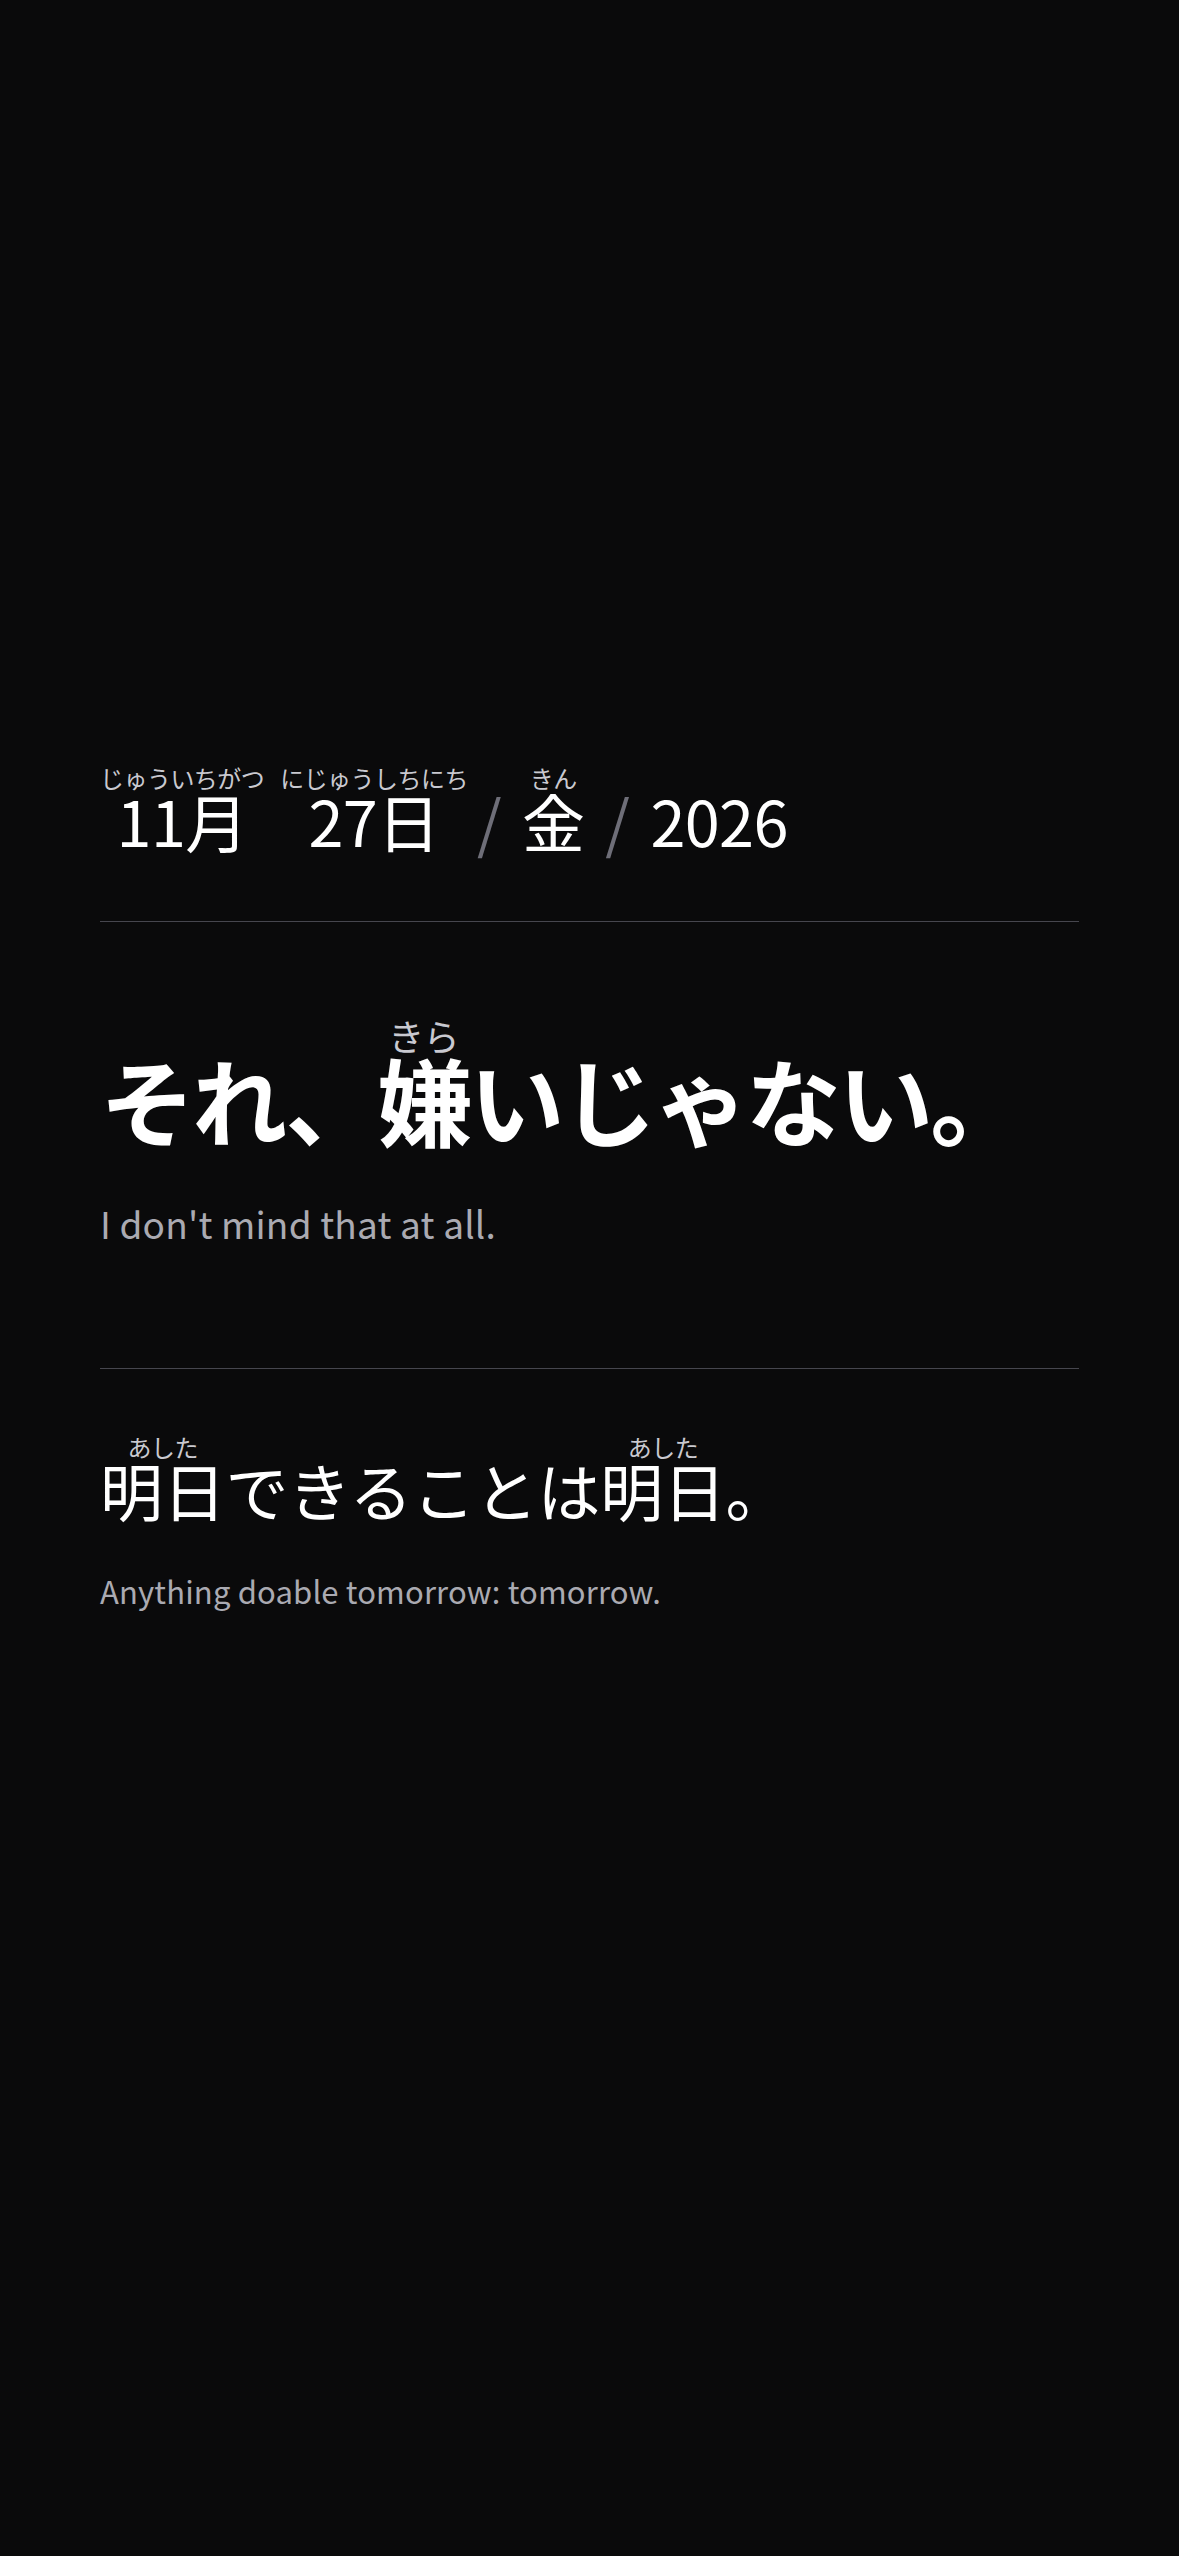 じゅういちがつ にじゅうしちにち きん
11月 27日 / 金 / 2026
きら
それ、嫌いじゃない。
I don't mind that at all.
あした あした
明日できることは明日。
Anything doable tomorrow: tomorrow.